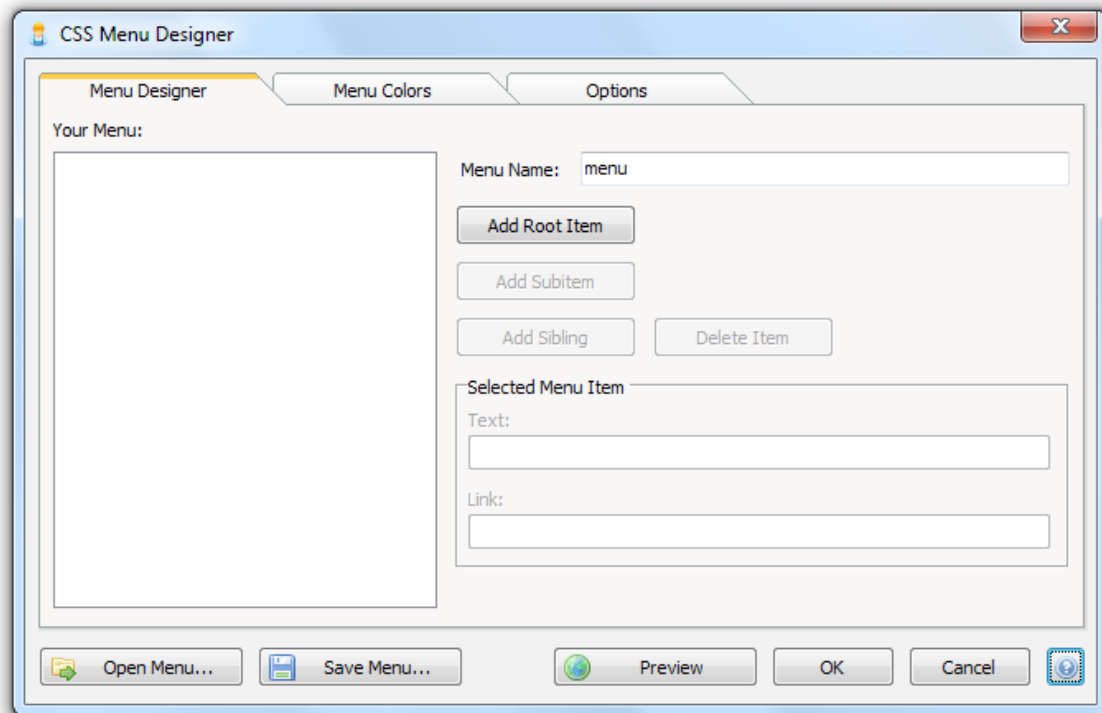 CSS Menu Designer
Menu Designer Menu Colors Options
Your Menu:
Menu Name: menu
Add Root Item
Add Subitem
Add Sibling Delete Item
Selected Menu Item
Text:
Link:
Open Menu... Save Menu... Preview OK Cancel ?